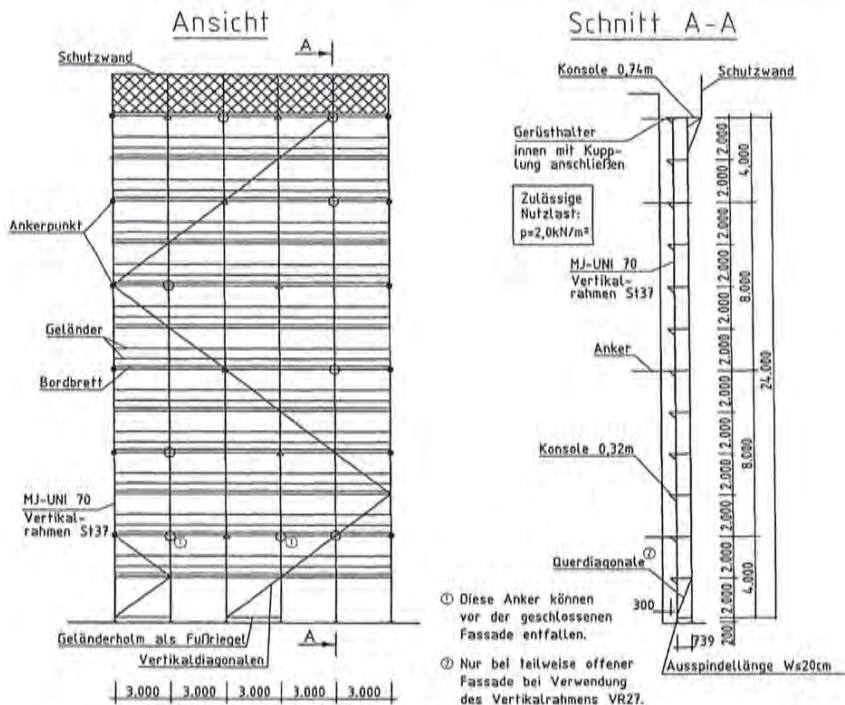 Ansicht
A
Schutzwand
Ankerpunkt
Geländer
Bordbrett
MJ-UNI 70
Vertikal-
rahmen St37
①
①
Geländerholm als Fußriegel
Vertikaldiagonalen
A
3.000 3.000 3.000 3.000 3.000
Schnitt A-A
Konsole 0,74m
Schutzwand
Gerüsthalter
innen mit Kupp-
lung anschließen
Zulässige
Nutzlast:
p=2,0kN/m²
MJ-UNI 70
Vertikal-
rahmen St37
Anker
Konsole 0,32m
Querdiagonale ②
300
739
Ausspindellänge W≤20cm
200 2.000 2.000 2.000 2.000 2.000 2.000 2.000 2.000 2.000 2.000 2.000 2.000
4.000 8.000 8.000 4.000
24.000
① Diese Anker können
vor der geschlossenen
Fassade entfallen.
② Nur bei teilweise offener
Fassade bei Verwendung
des Vertikalrahmens VR27.